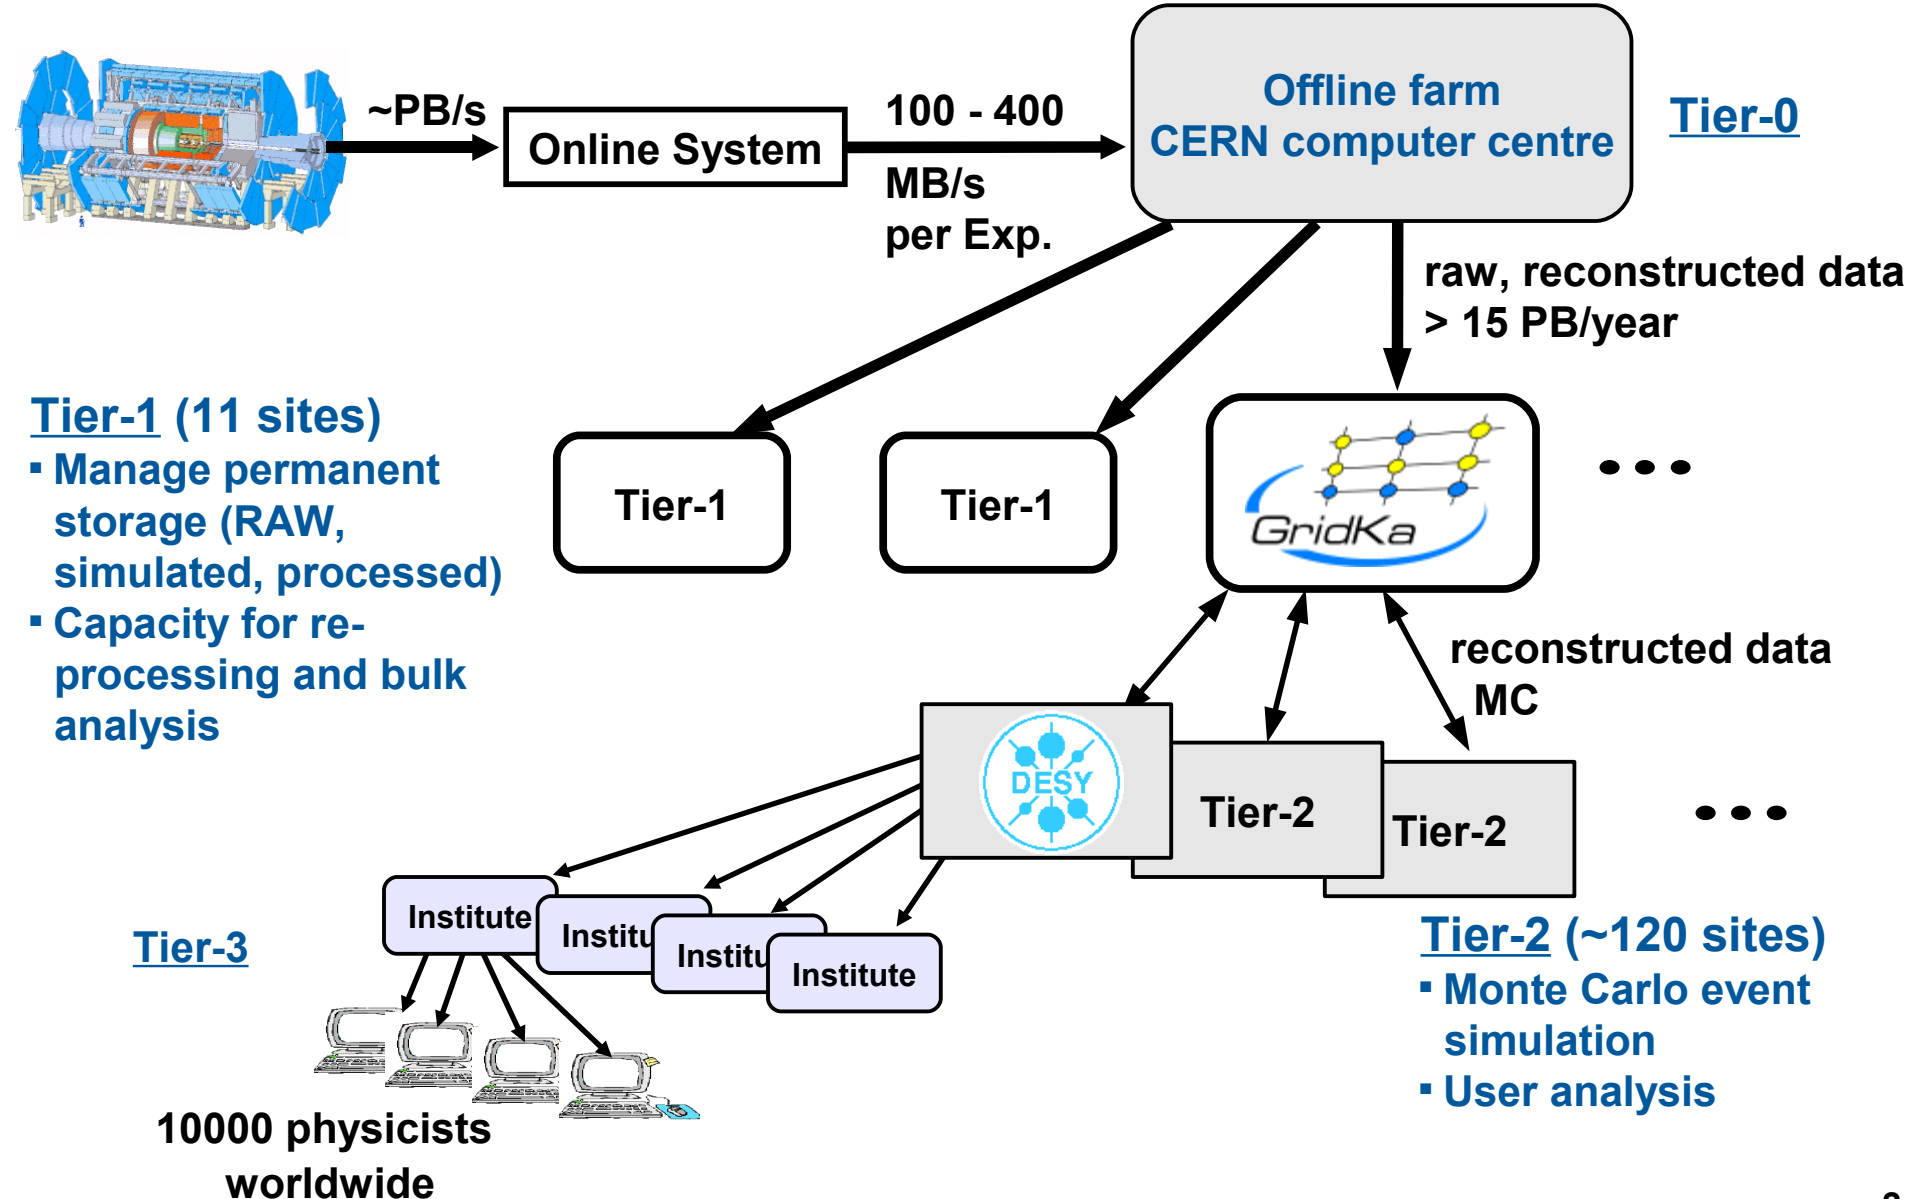 ~PB/s
Online System
100 - 400
MB/s
per Exp.
Offline farm
CERN computer centre
Tier-0
raw, reconstructed data
> 15 PB/year
Tier-1 (11 sites)
▪ Manage permanent
storage (RAW,
simulated, processed)
▪ Capacity for re-
processing and bulk
analysis
Tier-1
Tier-1
GridKa
•••
reconstructed data
MC
DESY
Tier-2
Tier-2
•••
Institute
Institu
Institu
Institute
Tier-3
Tier-2 (~120 sites)
▪ Monte Carlo event
simulation
▪ User analysis
10000 physicists
worldwide